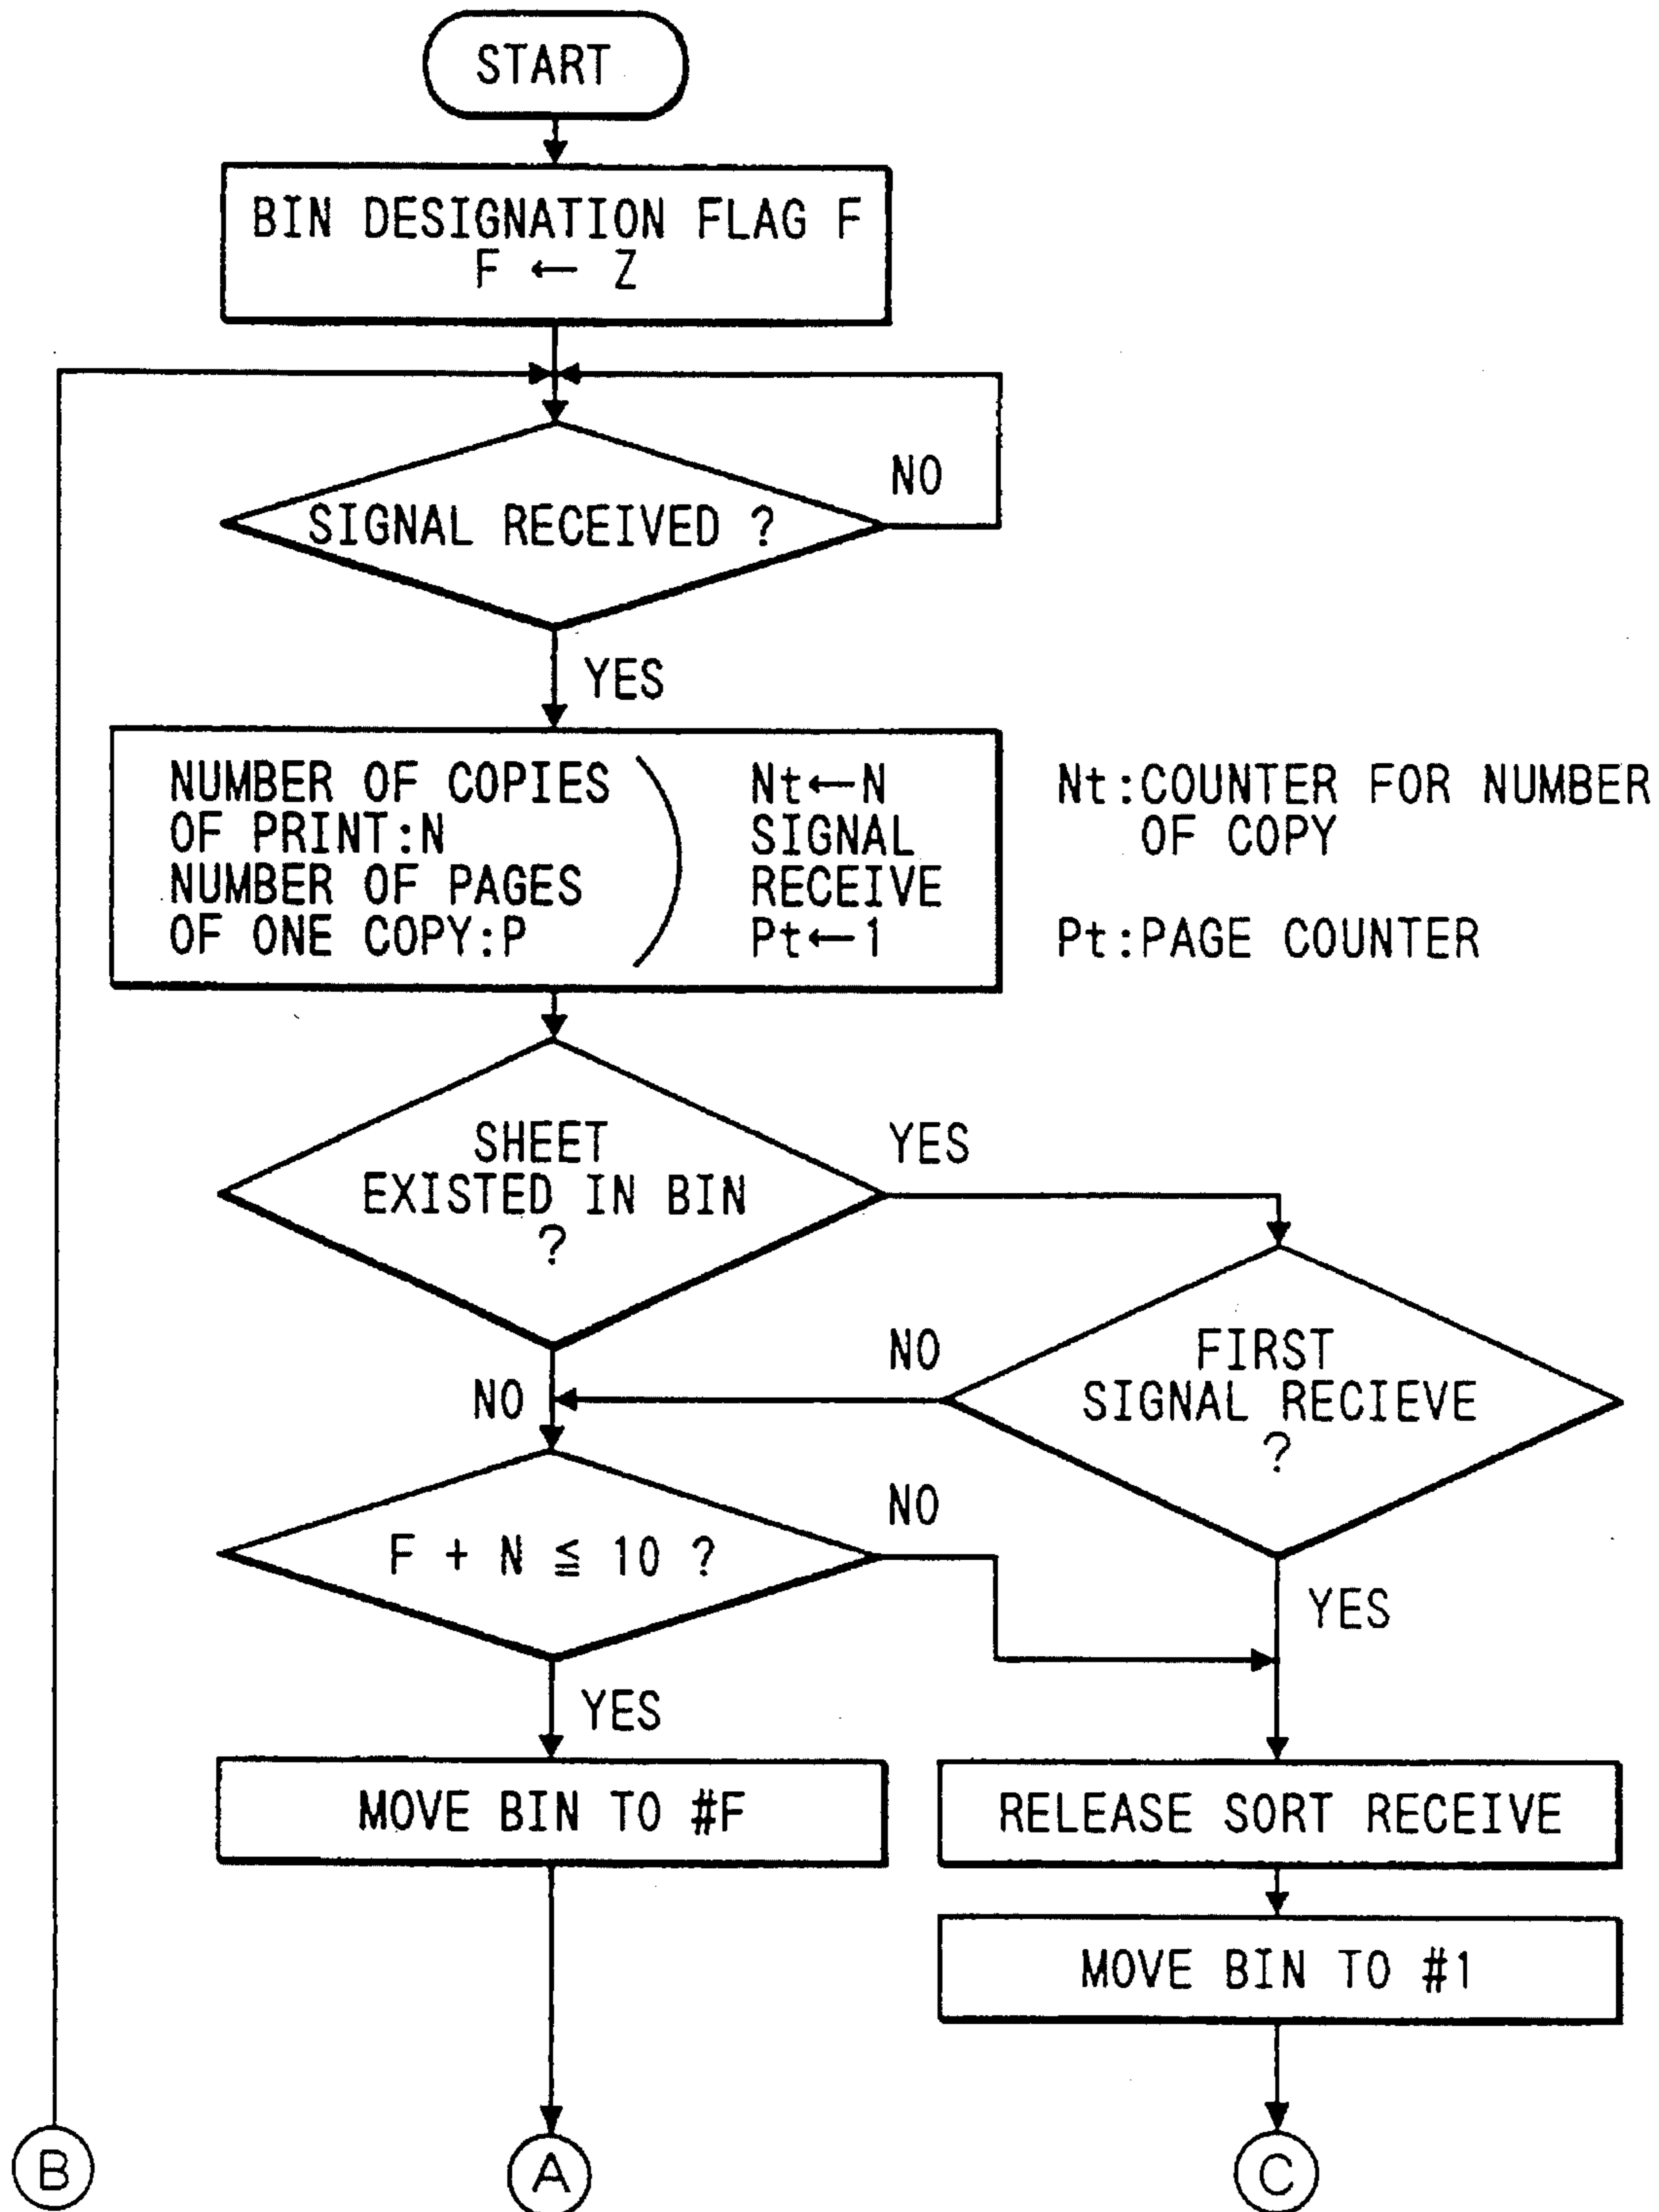 START
BIN DESIGNATION FLAG F
F ← Z
SIGNAL RECEIVED ?
NO
YES
NUMBER OF COPIES
OF PRINT:N
NUMBER OF PAGES
OF ONE COPY:P
Nt←N
SIGNAL
RECEIVE
Pt←1
Nt:COUNTER FOR NUMBER
OF COPY
Pt:PAGE COUNTER
SHEET
EXISTED IN BIN
?
YES
NO
FIRST
SIGNAL RECIEVE
?
NO
YES
F + N ≦ 10 ?
NO
YES
MOVE BIN TO #F
RELEASE SORT RECEIVE
MOVE BIN TO #1
B
A
C